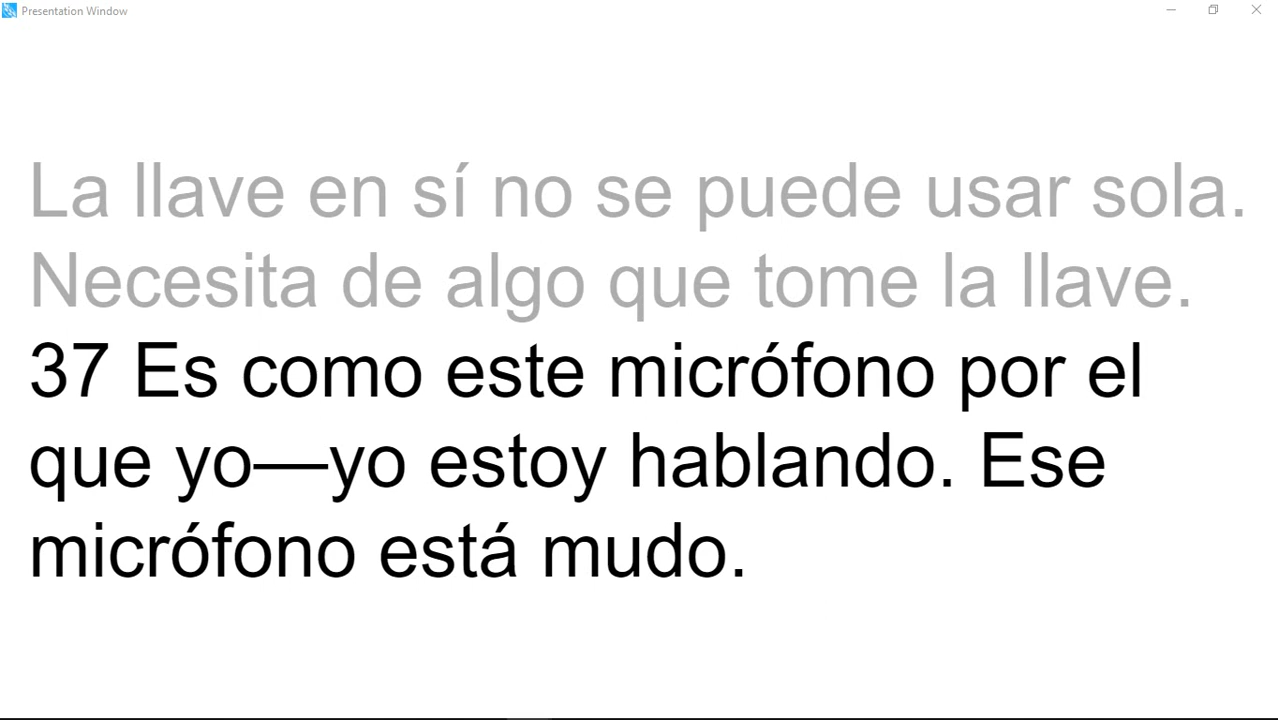 Presentation Window
La llave en sí no se puede usar sola.
Necesita de algo que tome la llave.
37 Es como este micrófono por el
que yo—yo estoy hablando. Ese
micrófono está mudo.